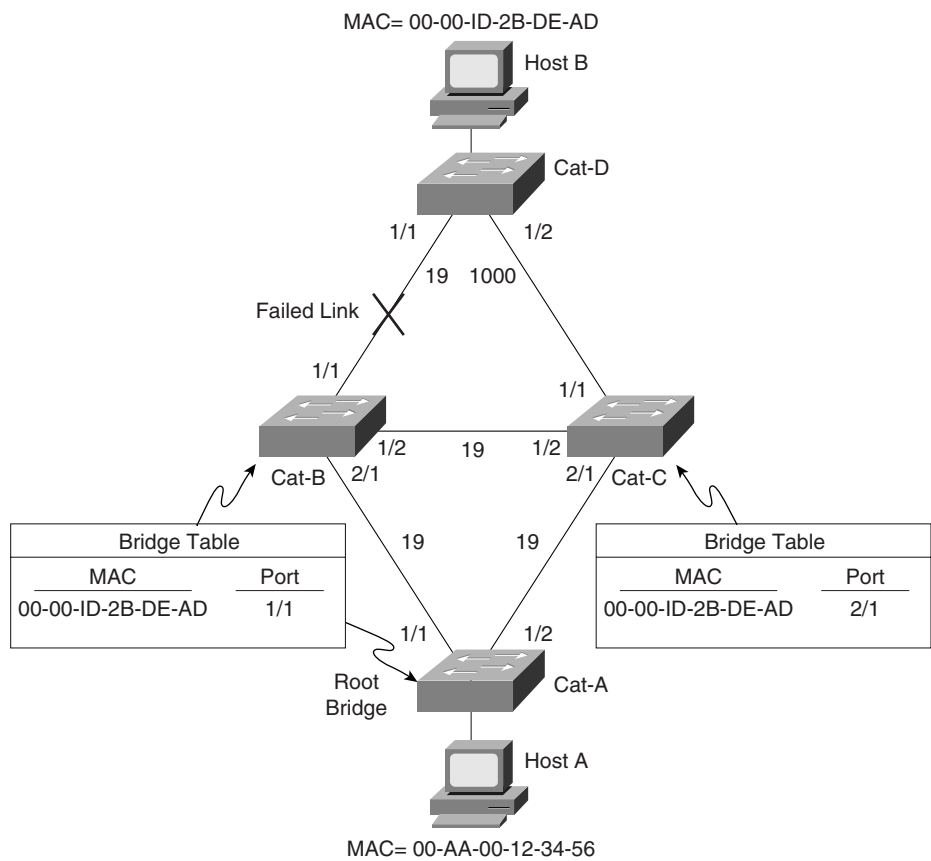 MAC= 00-00-ID-2B-DE-AD
Host B
Cat-D
1/1
1/2
19
1000
Failed Link
1/1
1/1
1/2
19
1/2
Cat-B
2/1
2/1
Cat-C
Bridge Table
MAC Port
00-00-ID-2B-DE-AD 1/1
19
19
Bridge Table
MAC Port
00-00-ID-2B-DE-AD 2/1
1/1
1/2
Root
Bridge
Cat-A
Host A
MAC= 00-AA-00-12-34-56